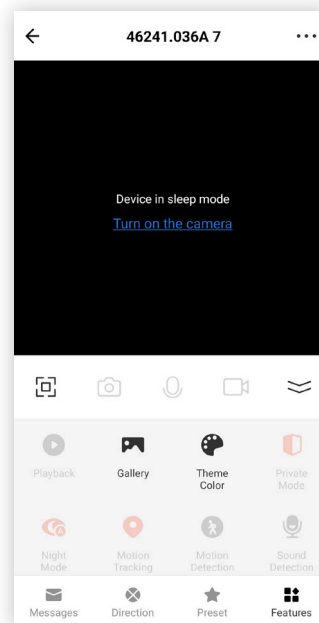 46241.036A 7
Device in sleep mode
Turn on the camera
Playback
Gallery
Theme
Color
Private
Mode
Night
Mode
Motion
Tracking
Motion
Detection
Sound
Detection
Messages
Direction
Preset
Features